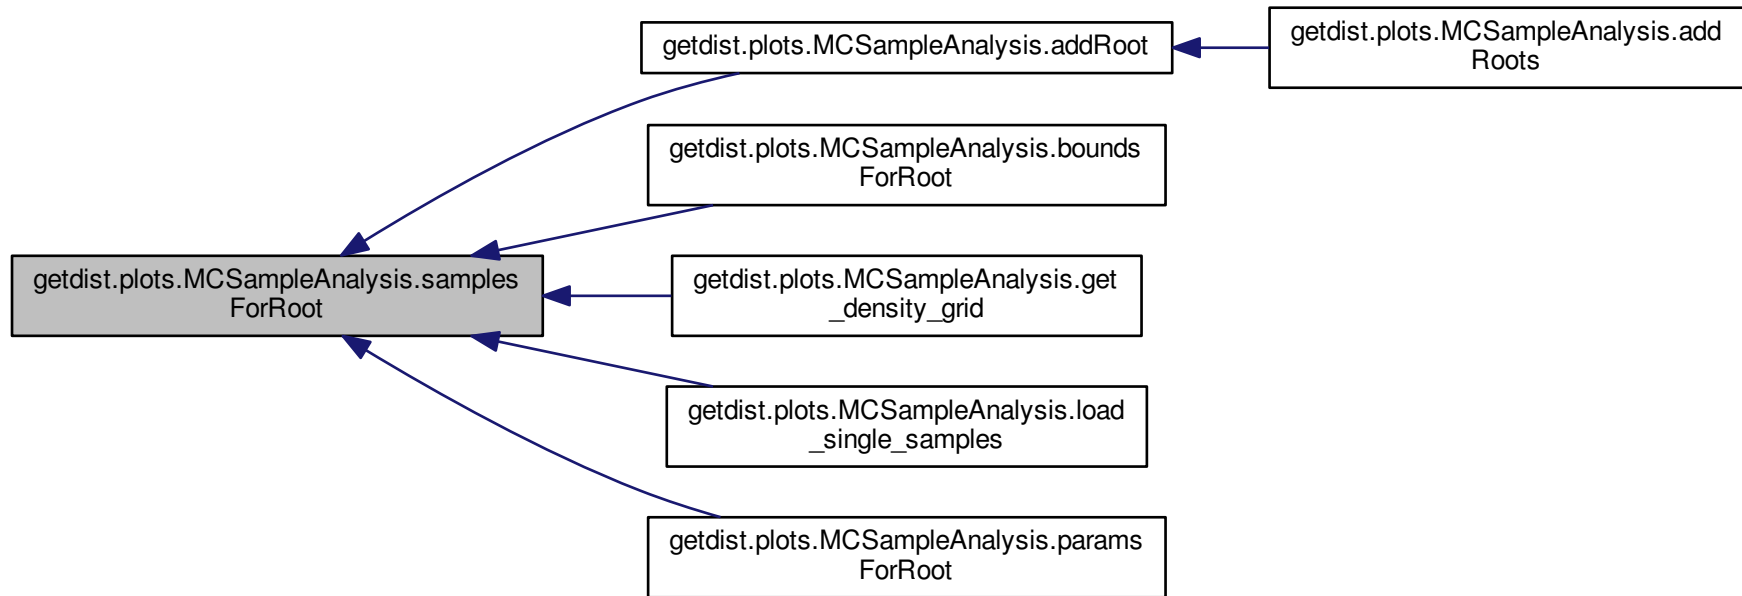 getdist.plots.MCSampleAnalysis.addRoot
getdist.plots.MCSampleAnalysis.add
Roots
getdist.plots.MCSampleAnalysis.bounds
ForRoot
getdist.plots.MCSampleAnalysis.samples
ForRoot
getdist.plots.MCSampleAnalysis.get
_density_grid
getdist.plots.MCSampleAnalysis.load
_single_samples
getdist.plots.MCSampleAnalysis.params
ForRoot